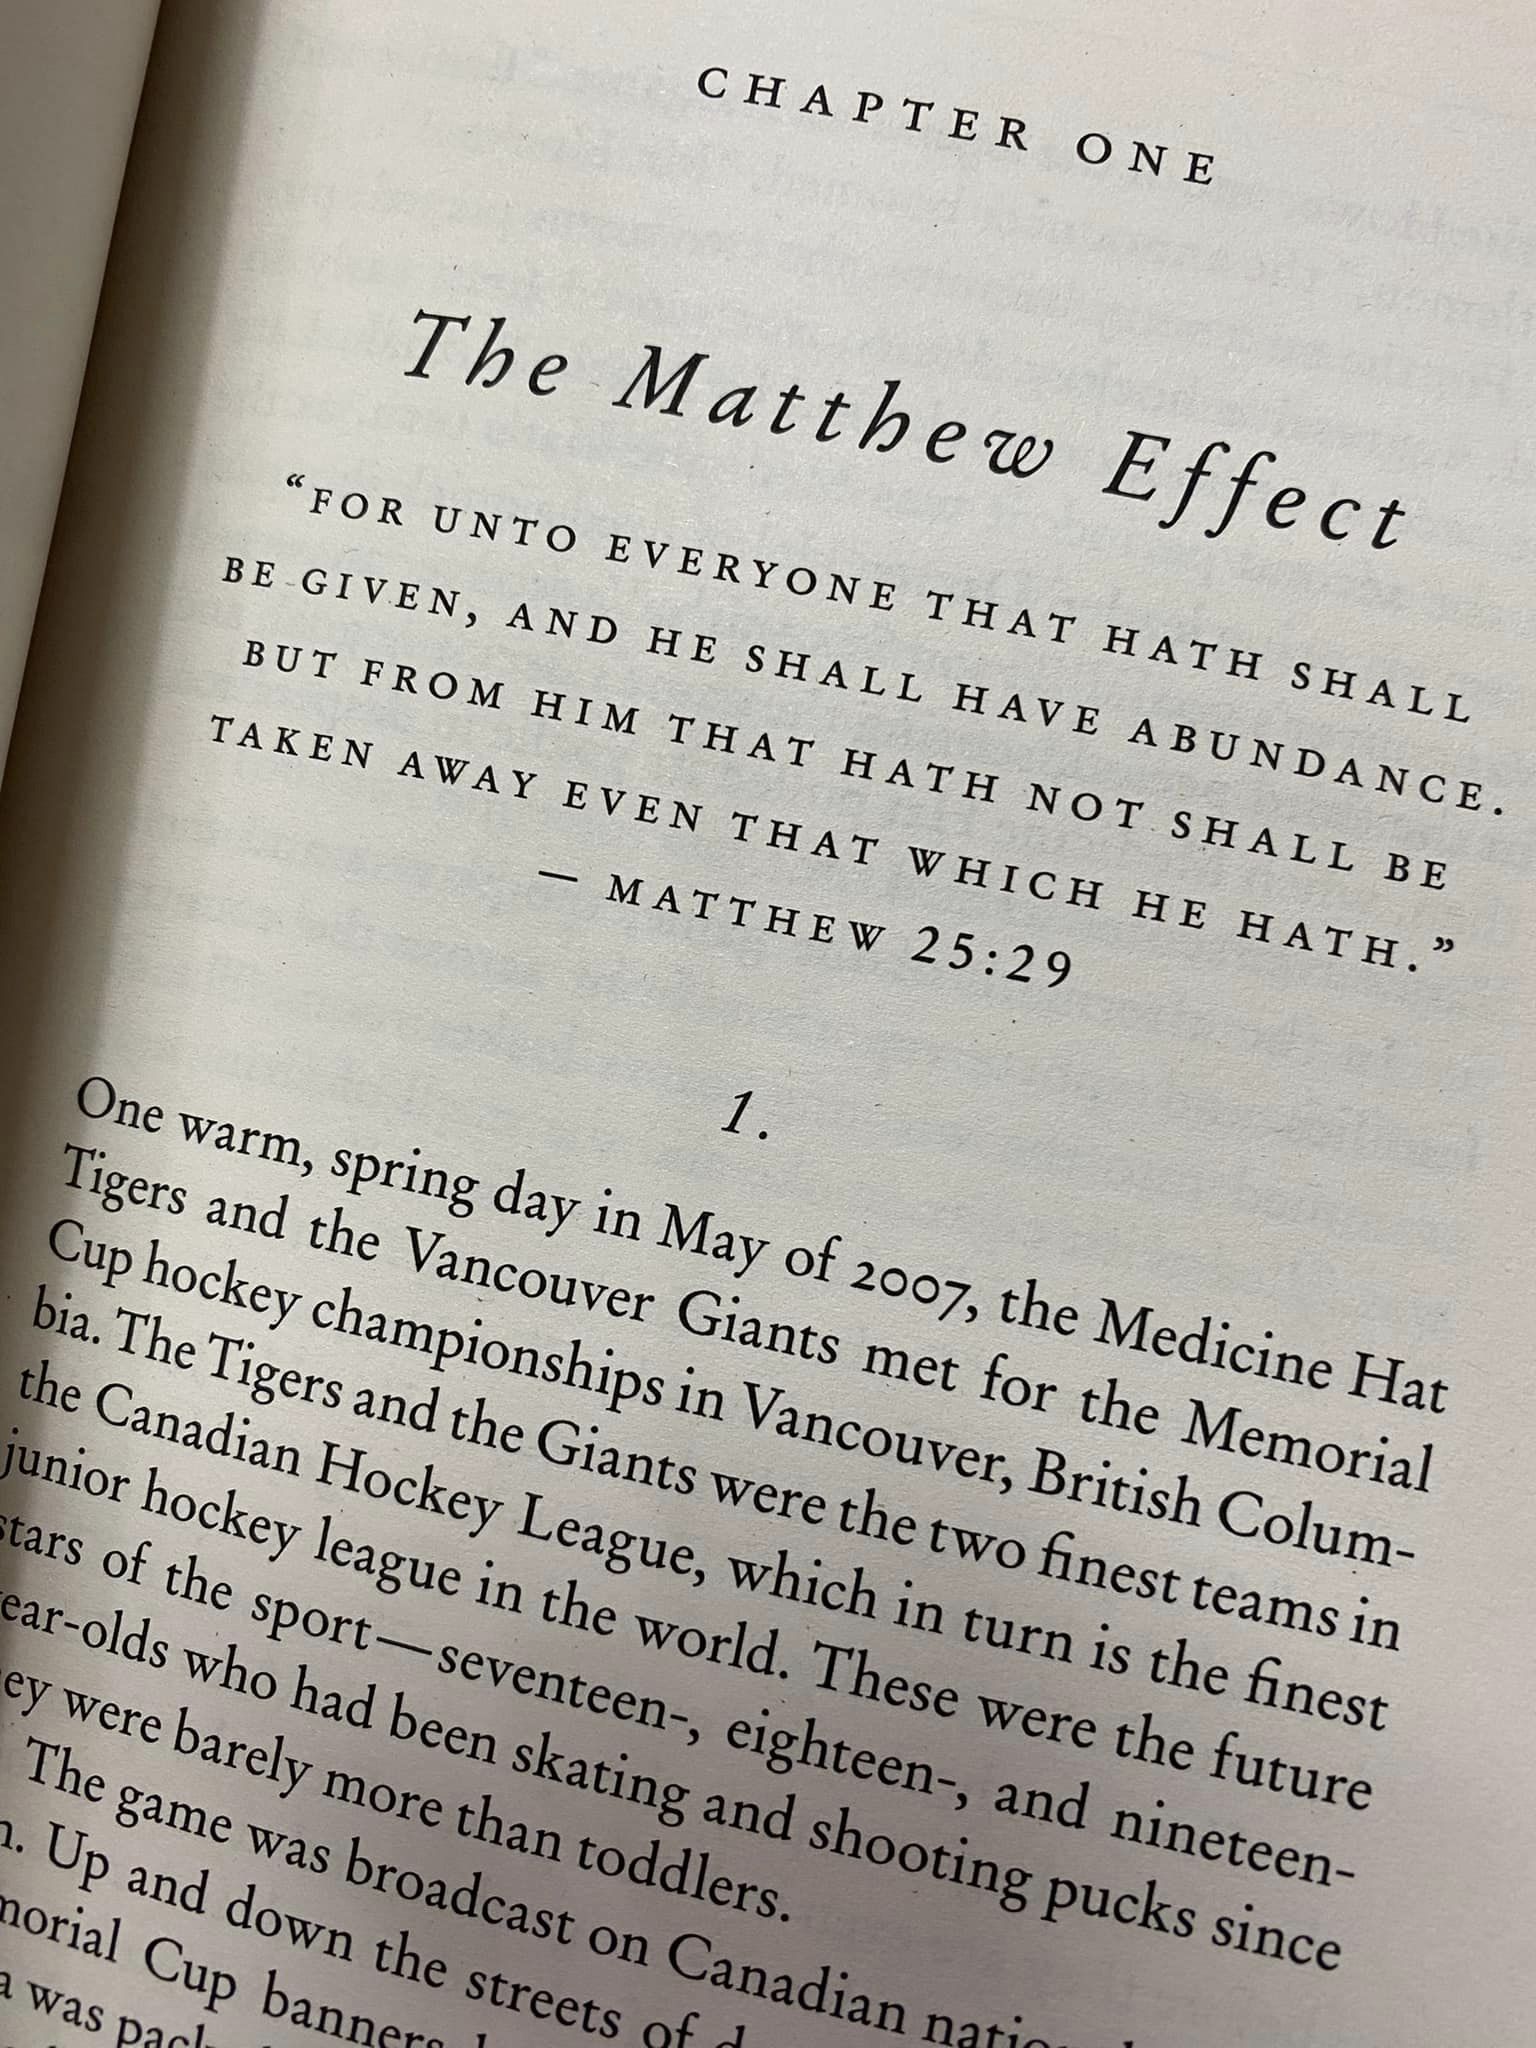 CHAPTER ONE
The Matthew Effect
“FOR UNTO EVERYONE THAT HATH SHALL
BE GIVEN, AND HE SHALL HAVE ABUNDANCE.
BUT FROM HIM THAT HATH NOT SHALL BE
TAKEN AWAY EVEN THAT WHICH HE HATH.”
— MATTHEW 25:29
1.
One warm, spring day in May of 2007, the Medicine Hat
Tigers and the Vancouver Giants met for the Memorial
Cup hockey championships in Vancouver, British Colum-
bia. The Tigers and the Giants were the two finest teams in
the Canadian Hockey League, which in turn is the finest
junior hockey league in the world. These were the future
stars of the sport—seventeen-, eighteen-, and nineteen-
ear-olds who had been skating and shooting pucks since
ey were barely more than toddlers.
The game was broadcast on Canadian
n. Up and down the streets of
morial Cup banners
a was